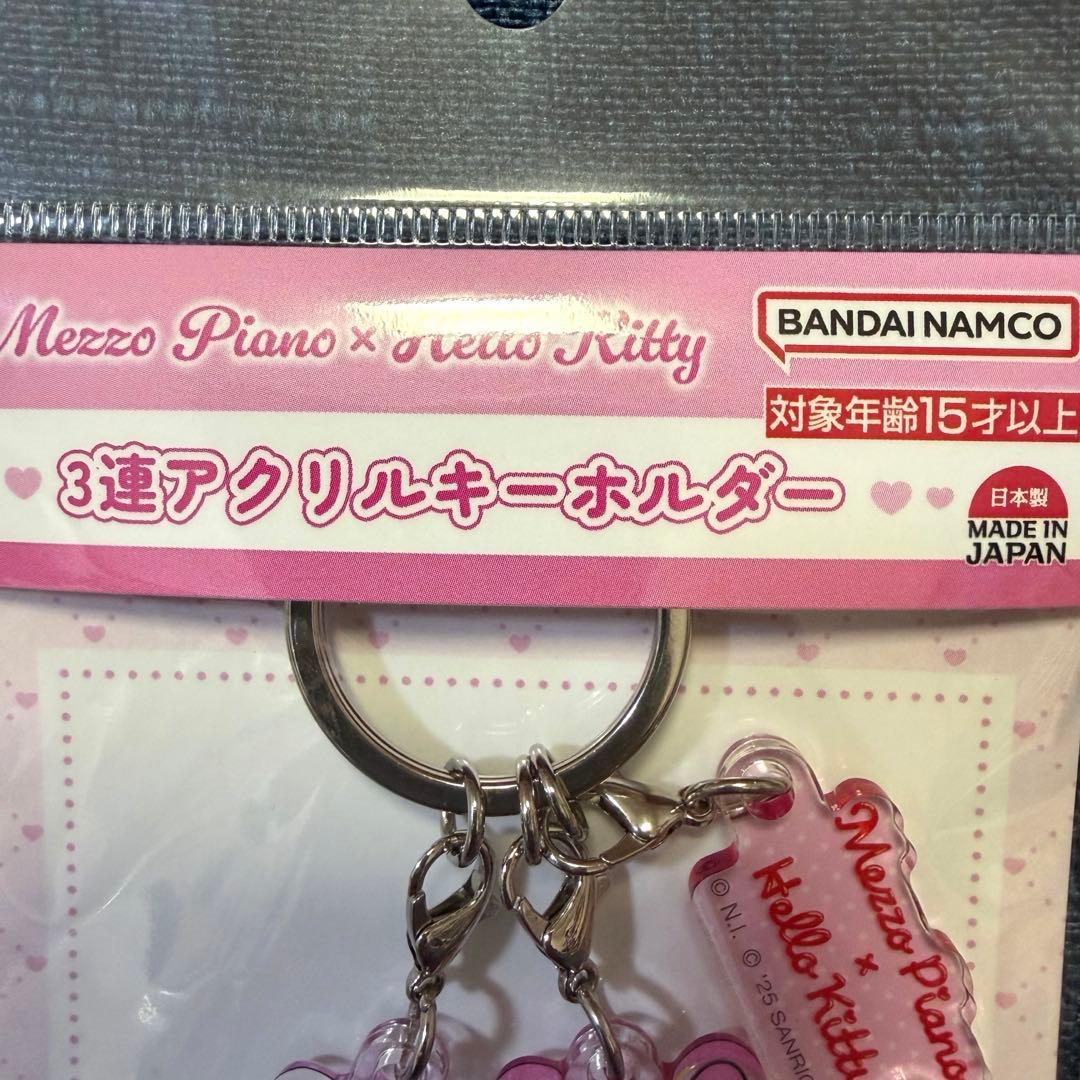 Mezzo Piano × Hello Kitty
BANDAI NAMCO
対象年齢15才以上
3連アクリルキーホルダー
日本製
MADE IN
JAPAN
Mezzo Piano
×
Hello Kitty
© N.I. © '25 SANRIO